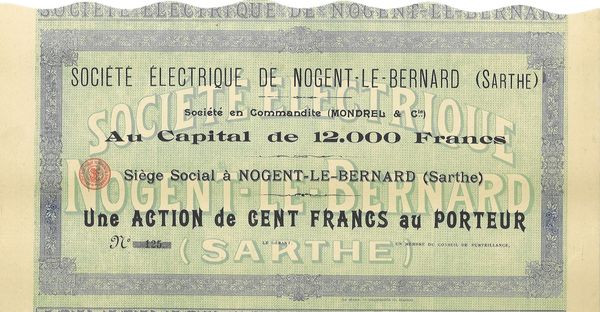 SOCIÉTÉ ÉLECTRIQUE DE NOGENT-LE-BERNARD
SOCIÉTÉ ÉLECTRIQUE DE NOGENT-LE-BERNARD (SARTHE)
Société en Commandite (MONDREL & Cie)
Au Capital de 12.000 Francs
Siège Social à NOGENT-LE-BERNARD (Sarthe)
Une ACTION de CENT FRANCS au PORTEUR
No 125
LE GÉRANT
UN MEMBRE DU CONSEIL DE SURVEILLANCE,
SOCIÉTÉ ÉLECTRIQUE
NOGENT-LE-BERNARD
(SARTHE)